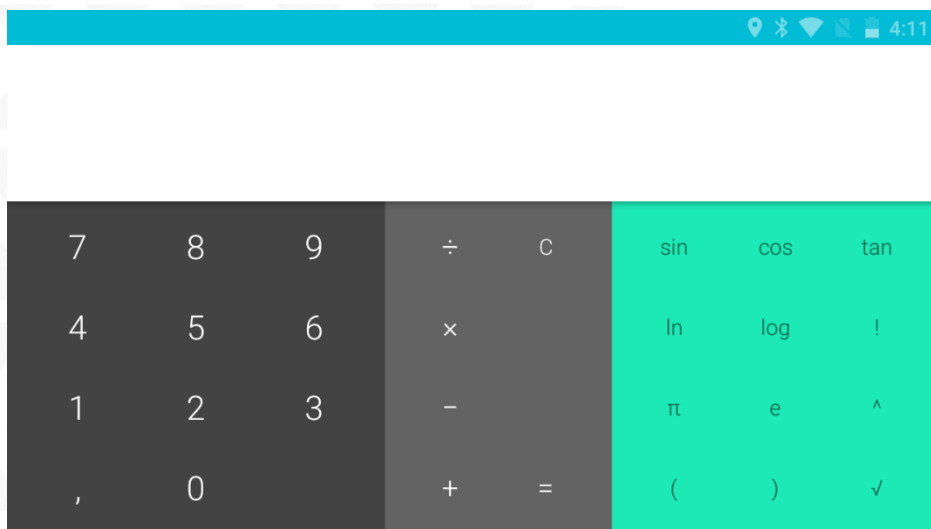 4:11
7 8 9 ÷ C sin cos tan
4 5 6 × ln log !
1 2 3 − π e ^
, 0 + = ( ) √